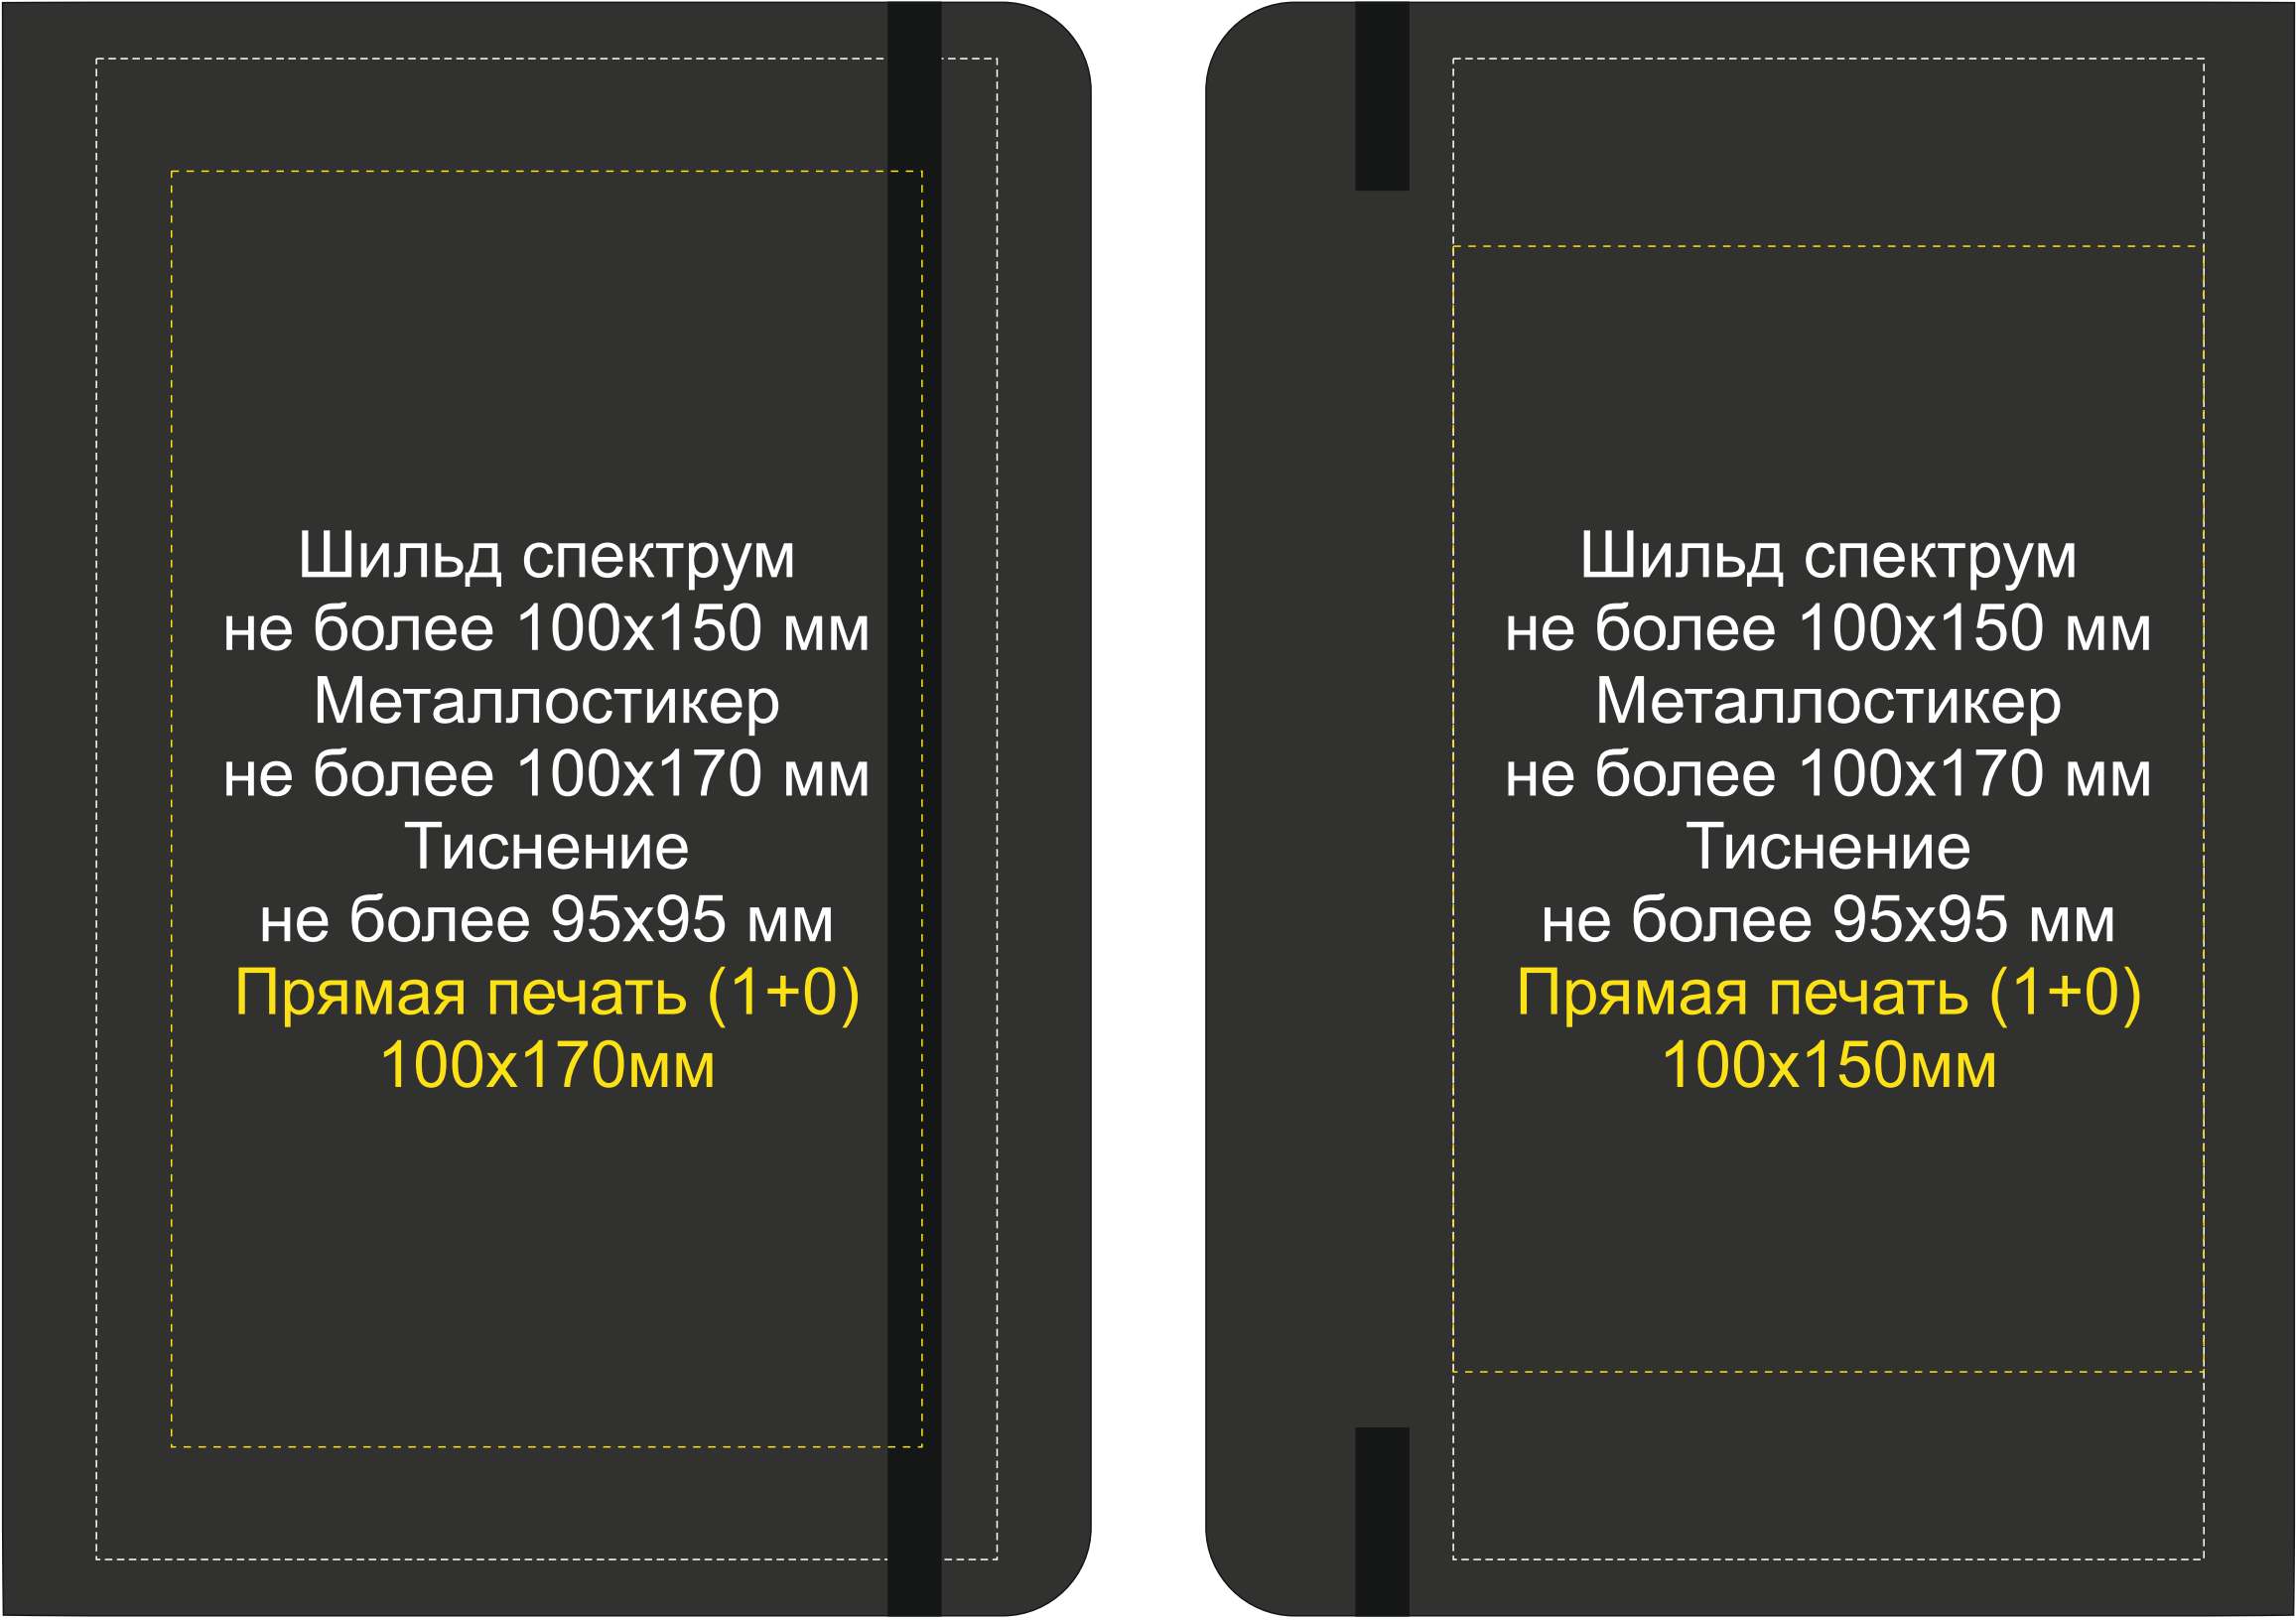 Шильд спектрум
не более 100х150 мм
Металлостикер
не более 100х170 мм
Тиснение
не более 95х95 мм
Прямая печать (1+0)
100х170мм
Шильд спектрум
не более 100х150 мм
Металлостикер
не более 100х170 мм
Тиснение
не более 95х95 мм
Прямая печать (1+0)
100х150мм